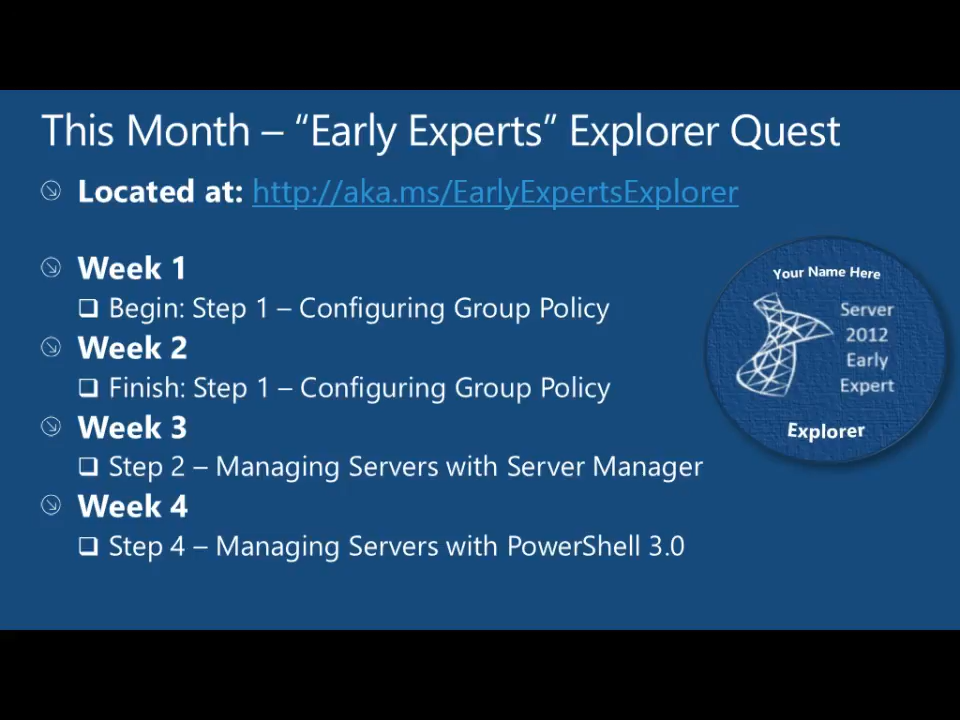 This Month – “Early Experts” Explorer Quest
Located at: http://aka.ms/EarlyExpertsExplorer
Week 1
Begin: Step 1 – Configuring Group Policy
Week 2
Finish: Step 1 – Configuring Group Policy
Week 3
Step 2 – Managing Servers with Server Manager
Week 4
Step 4 – Managing Servers with PowerShell 3.0
Your Name Here
Server
2012
Early
Expert
Explorer